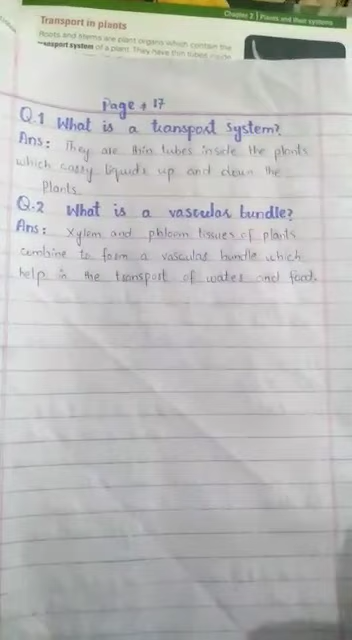 Chapter 2 | Plants and their systems
Transport in plants
Roots and stems are plant organs which contain the
transport system of a plant. They have thin tubes inside
Page # 17
Q.1 What is a transport system?
Ans: They are thin tubes inside the plants
which carry liquids up and down the
plants.
Q.2 What is a vascular bundle?
Ans: Xylem and phloem tissues of plants
combine to form a vascular bundle which
help in the transport of water and food.